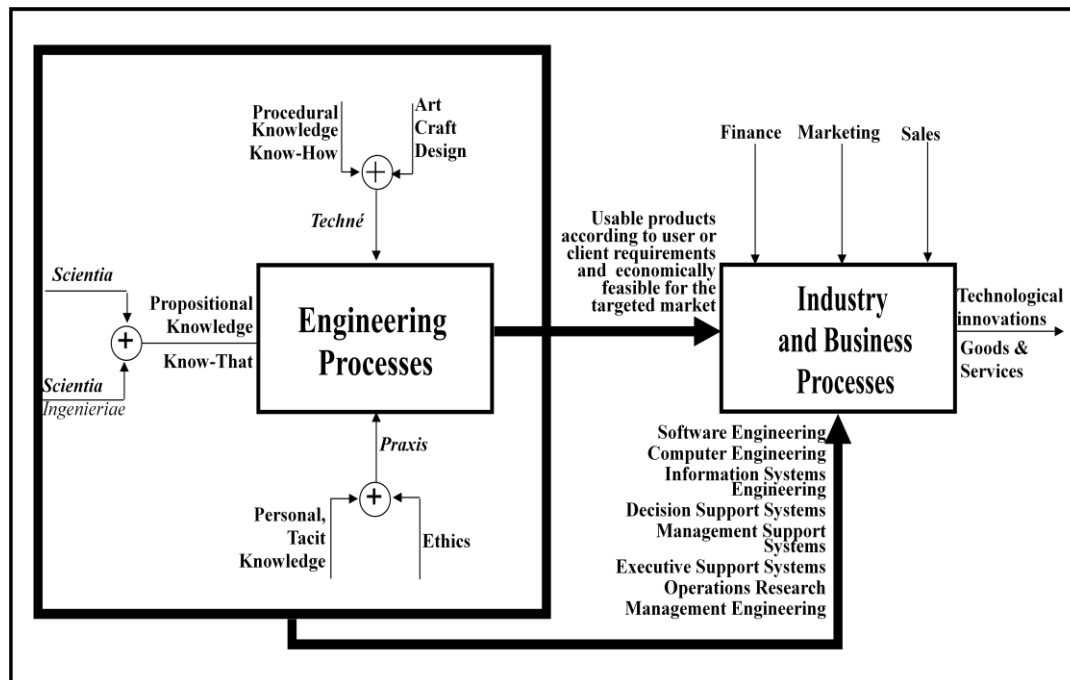 Procedural
Knowledge
Know-How
Art
Craft
Design
Techné
Scientia
Propositional
Knowledge
Know-That
Scientia
Ingenieriae
Engineering
Processes
Praxis
Personal,
Tacit
Knowledge
Ethics
Usable products
according to user or
client requirements
and economically
feasible for the
targeted market
Finance
Marketing
Sales
Industry
and Business
Processes
Technological
innovations
Goods &
Services
Software Engineering
Computer Engineering
Information Systems
Engineering
Decision Support Systems
Management Support
Systems
Executive Support Systems
Operations Research
Management Engineering